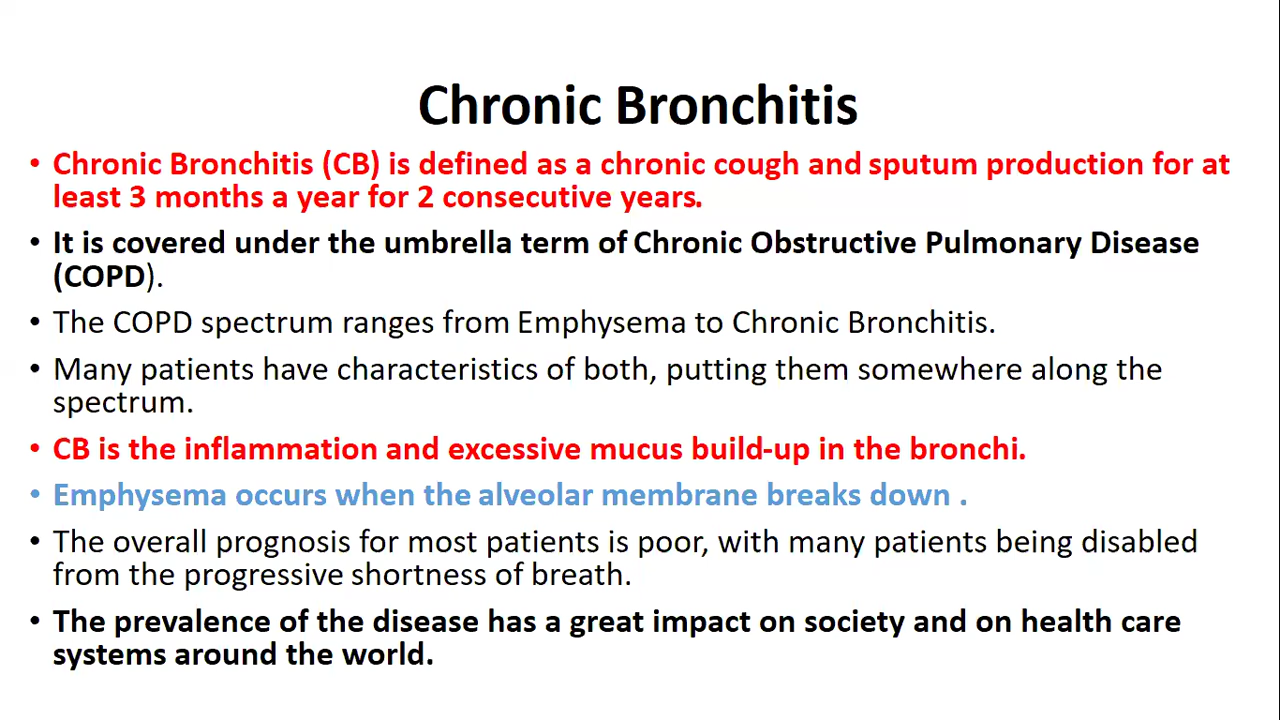 Chronic Bronchitis
• Chronic Bronchitis (CB) is defined as a chronic cough and sputum production for at
least 3 months a year for 2 consecutive years.
• It is covered under the umbrella term of Chronic Obstructive Pulmonary Disease
(COPD).
• The COPD spectrum ranges from Emphysema to Chronic Bronchitis.
• Many patients have characteristics of both, putting them somewhere along the
spectrum.
• CB is the inflammation and excessive mucus build-up in the bronchi.
• Emphysema occurs when the alveolar membrane breaks down .
• The overall prognosis for most patients is poor, with many patients being disabled
from the progressive shortness of breath.
• The prevalence of the disease has a great impact on society and on health care
systems around the world.